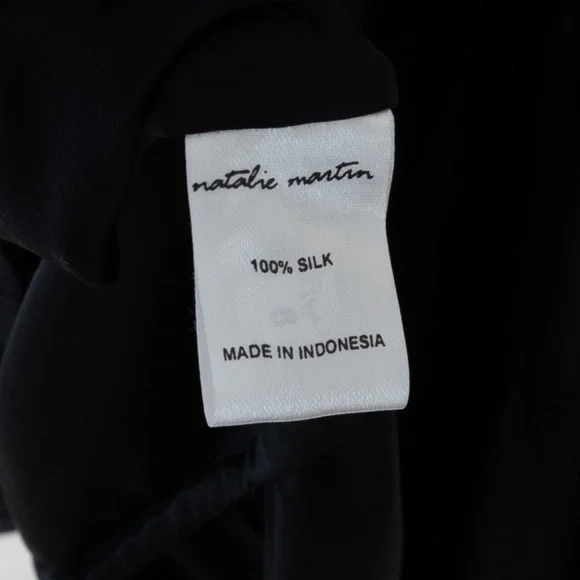 natalie martin
100% SILK
MADE IN INDONESIA